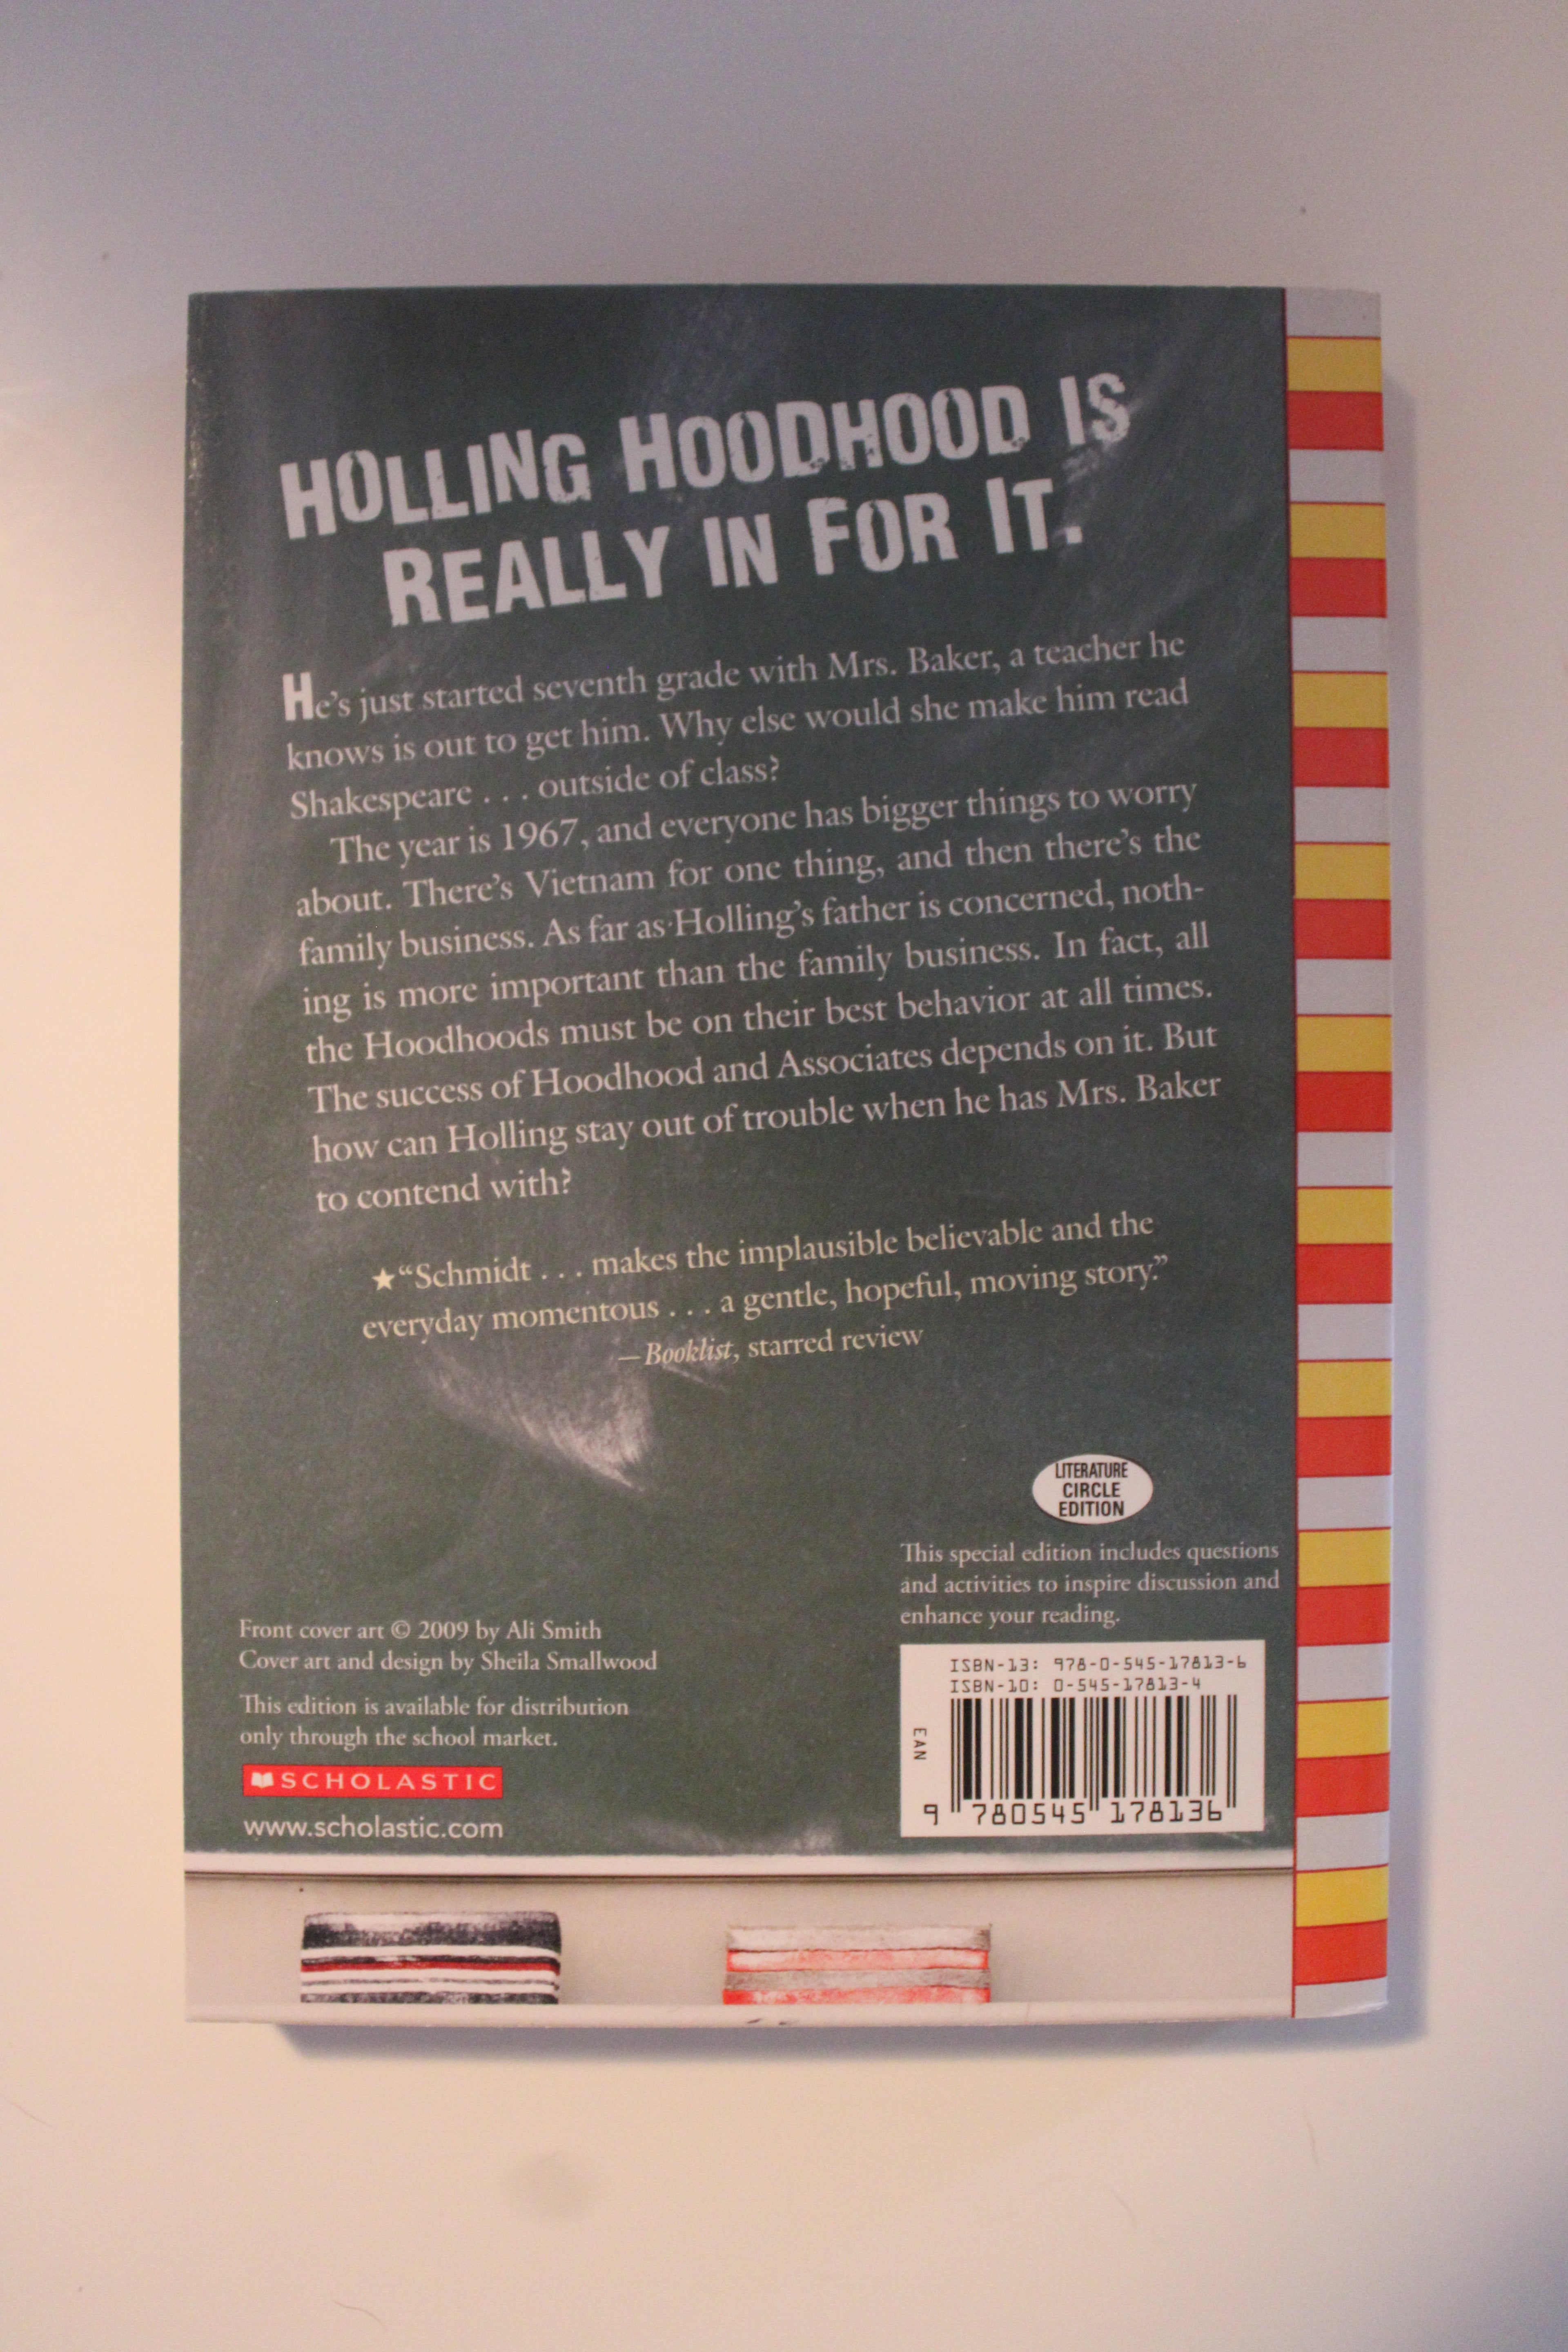 HOLLING HOODHOOD IS
REALLY IN FOR IT.
He's just started seventh grade with Mrs. Baker, a teacher he
knows is out to get him. Why else would she make him read
Shakespeare . . . outside of class?
The year is 1967, and everyone has bigger things to worry
about. There's Vietnam for one thing, and then there's the
family business. As far as Holling's father is concerned, noth-
ing is more important than the family business. In fact, all
the Hoodhoods must be on their best behavior at all times.
The success of Hoodhood and Associates depends on it. But
how can Holling stay out of trouble when he has Mrs. Baker
to contend with?
★“Schmidt . . . makes the implausible believable and the
everyday momentous . . . a gentle, hopeful, moving story.”
—Booklist, starred review
LITERATURE
CIRCLE
EDITION
This special edition includes questions
and activities to inspire discussion and
enhance your reading.
Front cover art © 2009 by Ali Smith
Cover art and design by Sheila Smallwood
This edition is available for distribution
only through the school market.
SCHOLASTIC
www.scholastic.com
ISBN-13: 978-0-545-17813-6
ISBN-10: 0-545-17813-4
EAN
9 780545 178136